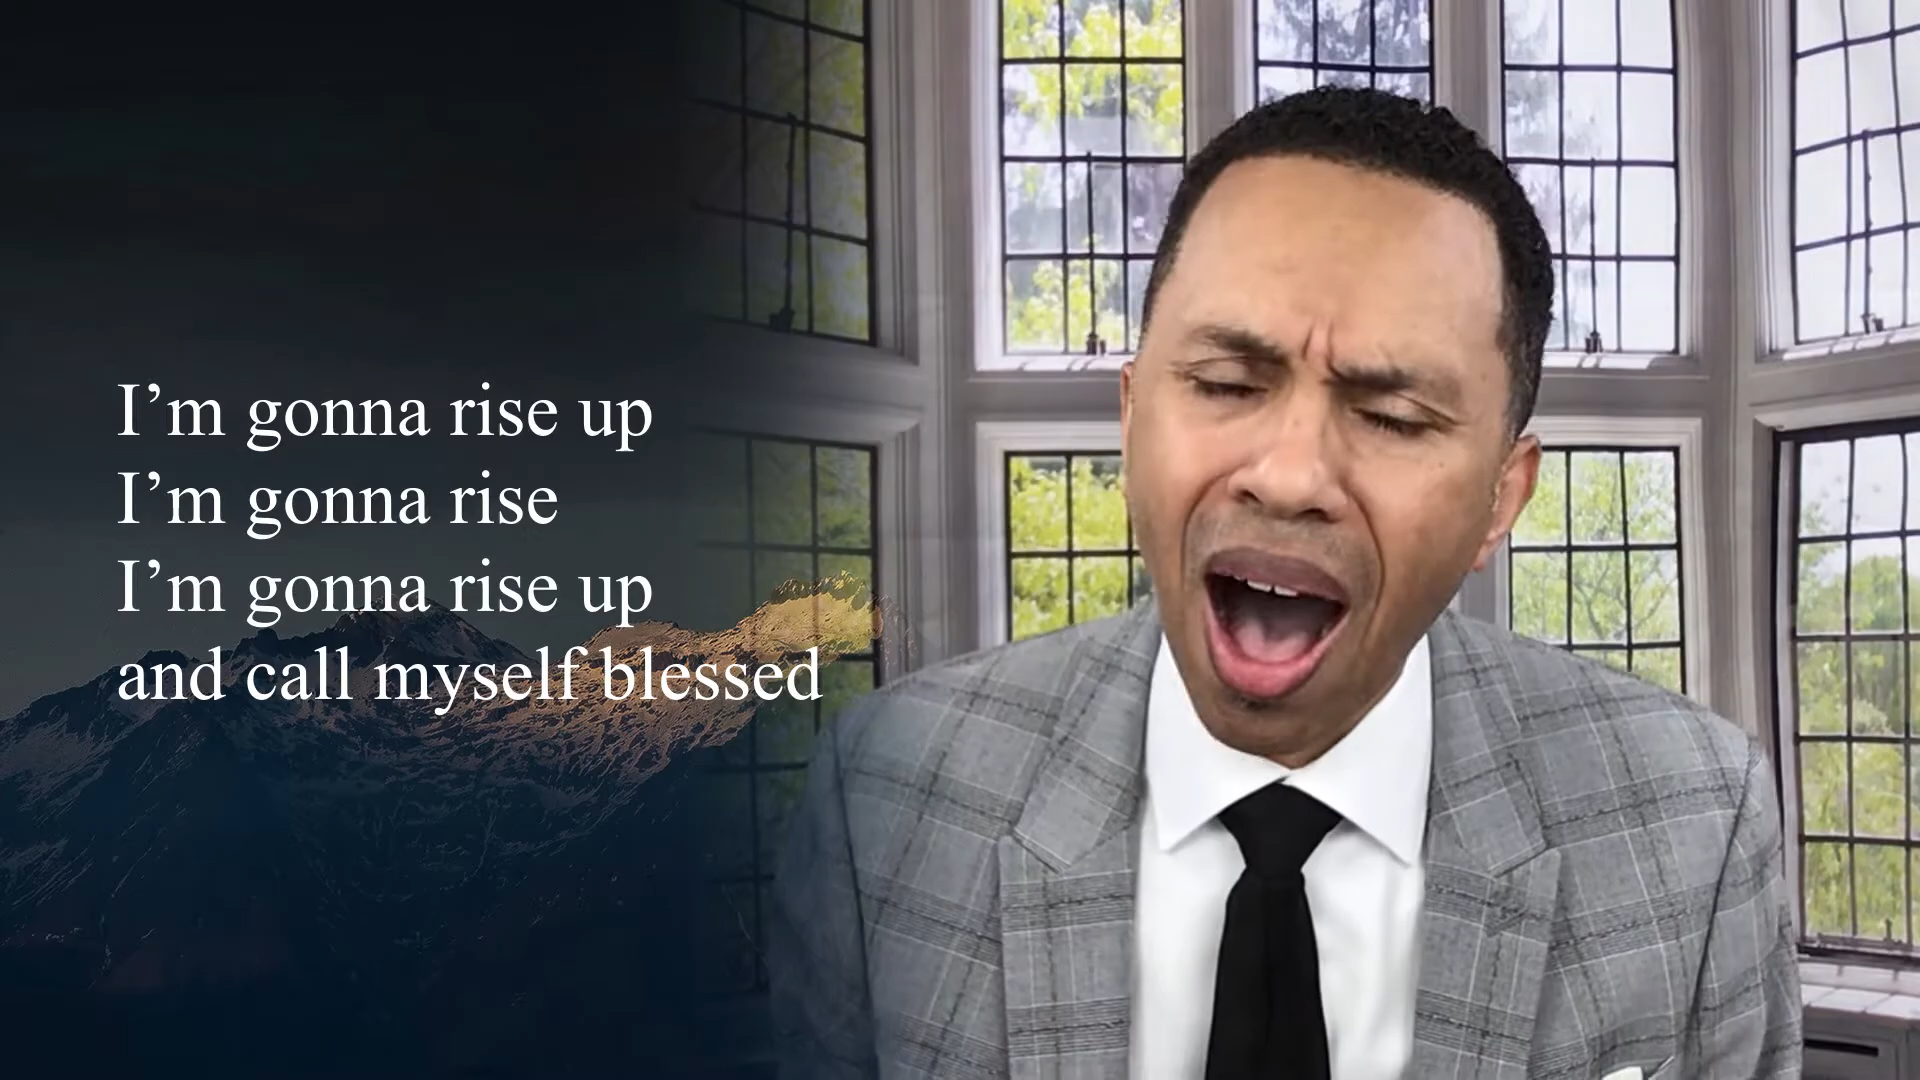 I’m gonna rise up
I’m gonna rise
I’m gonna rise up
and call myself blessed